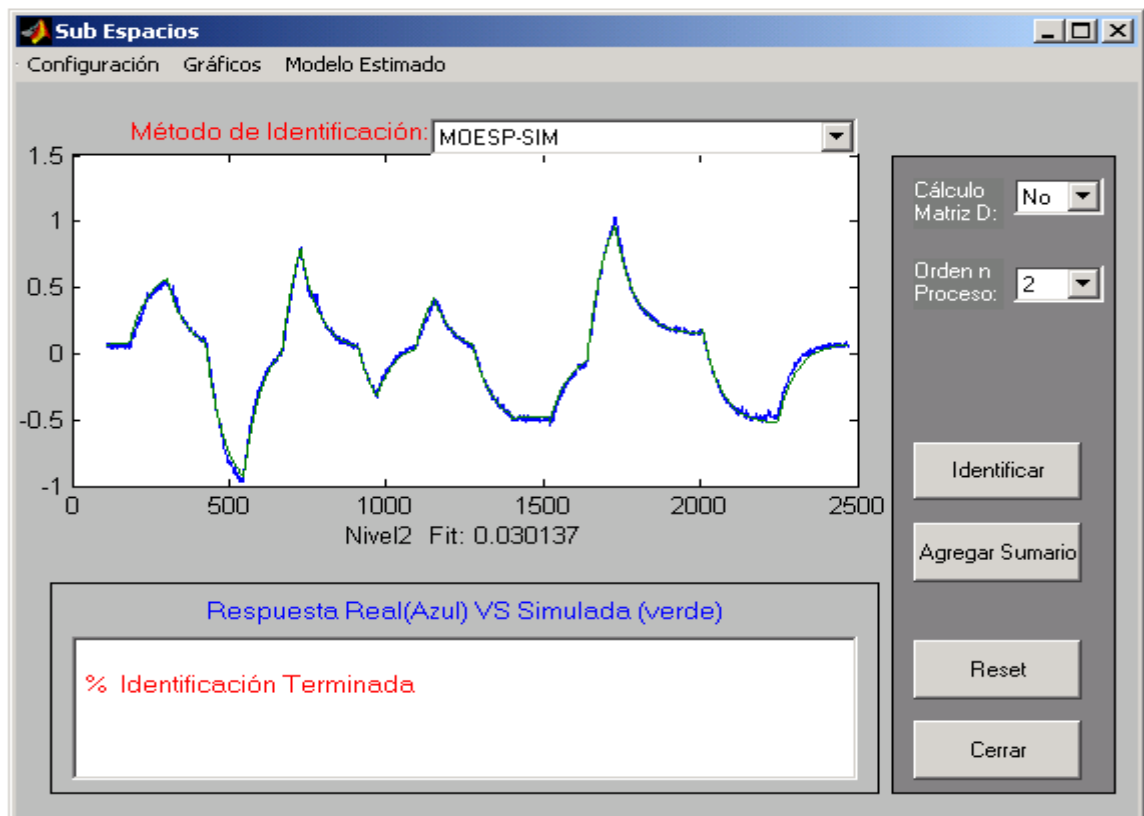 Sub Espacios
Configuración Gráficos Modelo Estimado
Método de Identificación: MOESP-SIM
1.5
1
0.5
0
-0.5
-1
0 500 1000 1500 2000 2500
Nivel2 Fit: 0.030137
Cálculo
Matriz D:
No
Orden n
Proceso:
2
Identificar
Agregar Sumario
Reset
Cerrar
Respuesta Real(Azul) VS Simulada (verde)
% Identificación Terminada